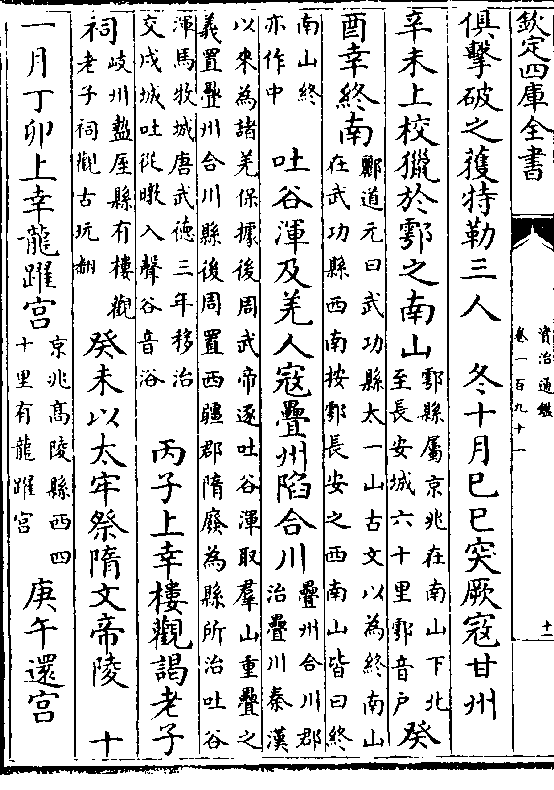 欽定四庫全書
資治通鑑
卷一百九十一
十一
俱擊破之獲特勒三人　冬十月己巳突厥寇甘州
辛未上校獵於鄠之南山鄠縣屬京兆在南山下北
至長安城六十里鄠音戶癸
酉幸終南鄭道元曰武功縣太一山古文以為終南山
在武功縣西南按鄠長安之西南山皆曰終
南山終
亦作中　吐谷渾及羌人寇疊州陷合川疊州合川郡
治疊川秦漢
以來為諸羌保據後周武帝逐吐谷渾取羣山重疊之
義置疊州合川縣後周置西疆郡隋廢為縣所治吐谷
渾馬牧城唐武德三年移治
交戍城吐從暾入聲谷音浴　丙子上幸樓觀謁老子
祠岐州盩厔縣有樓觀
老子祠觀古玩翻　癸未以太牢祭隋文帝陵　十
一月丁卯上幸龍躍宮京兆高陵縣西四
十里有龍躍宮　庚午還宮